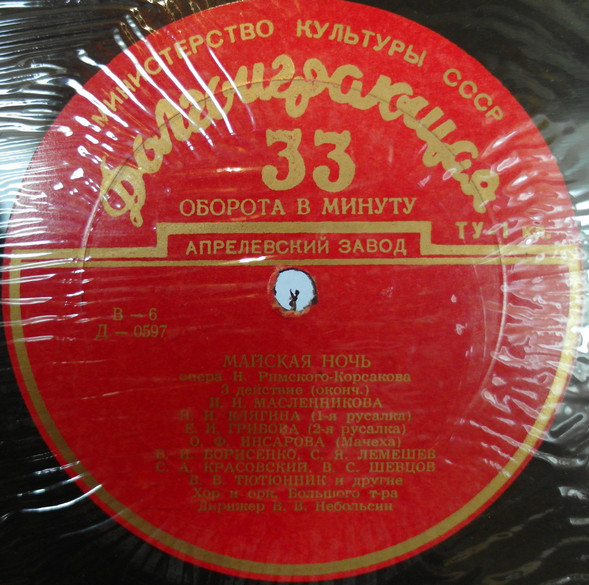 МИНИСТЕРСТВО КУЛЬТУРЫ СССР
Долгоиграющая
33
ОБОРОТА В МИНУТУ
ТУ
АПРЕЛЕВСКИЙ ЗАВОД
В — 6
Д — 0597
МАЙСКАЯ НОЧЬ
опера Н. Римского-Корсакова
3 действие (оконч.)
И. И. МАСЛЕННИКОВА
КЛЯГИНА (1-я русалка)
Е. И. ГРИБОВА (2-я русалка)
О. Ф. ИНСАРОВА (Мачеха)
В. И. БОРИСЕНКО, С. Я. ЛЕМЕШЕВ
С. А. КРАСОВСКИЙ, В. С. ШЕВЦОВ
В. ТЮТЮННИК и другие
Хор и орк. Большого т-ра
Дирижер В. В. Небольсин